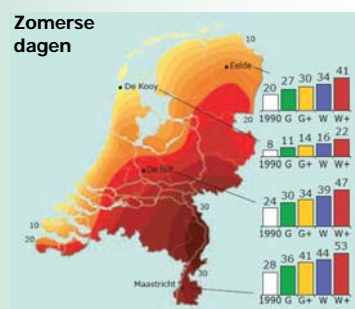 Zomerse
dagen
10
Eelde
De Kooy
20
27
30
34
41
1990 G G+ W W+
20
8
11
14
16
22
1990 G G+ W W+
De Bilt
24
30
34
39
47
1990 G G+ W W+
30
10
20
30
Maastricht
28
36
41
44
53
1990 G G+ W W+